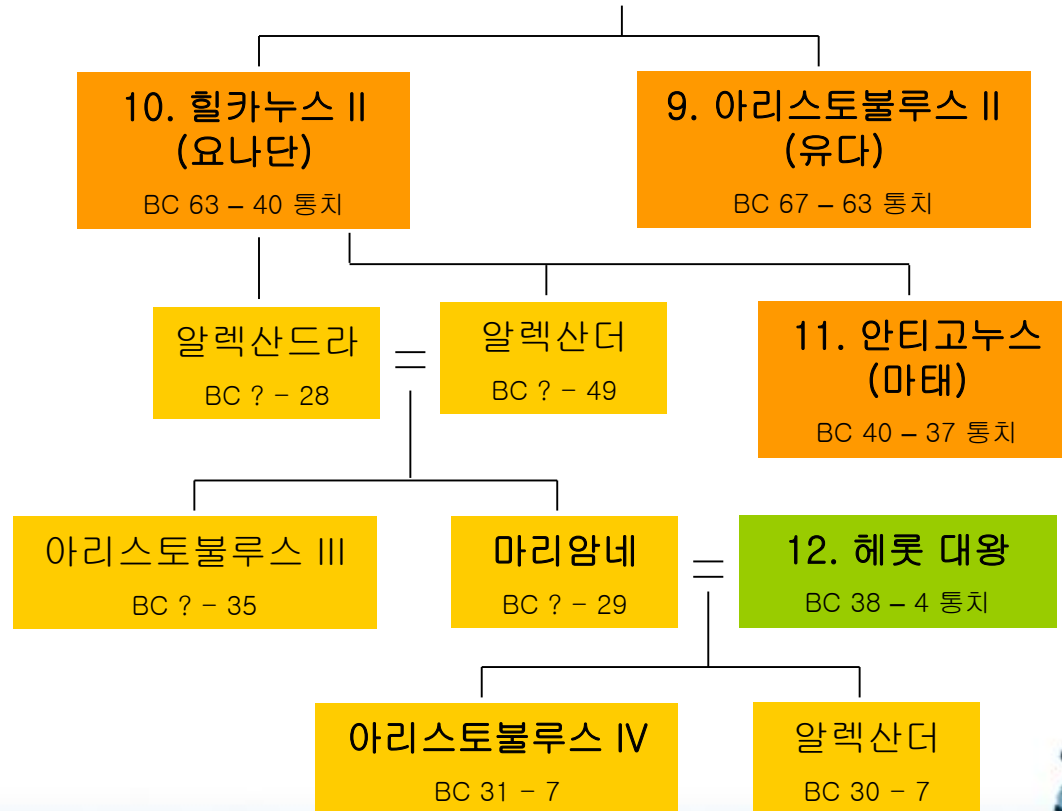 10. 힐카누스 II
(요나단)
BC 63 – 40 통치
9. 아리스토불루스 II
(유다)
BC 67 – 63 통치
알렉산드라
BC ? - 28
알렉산더
BC ? - 49
11. 안티고누스
(마태)
BC 40 – 37 통치
아리스토불루스 III
BC ? - 35
마리암네
BC ? - 29
12. 헤롯 대왕
BC 38 – 4 통치
아리스토불루스 IV
BC 31 - 7
알렉산더
BC 30 - 7